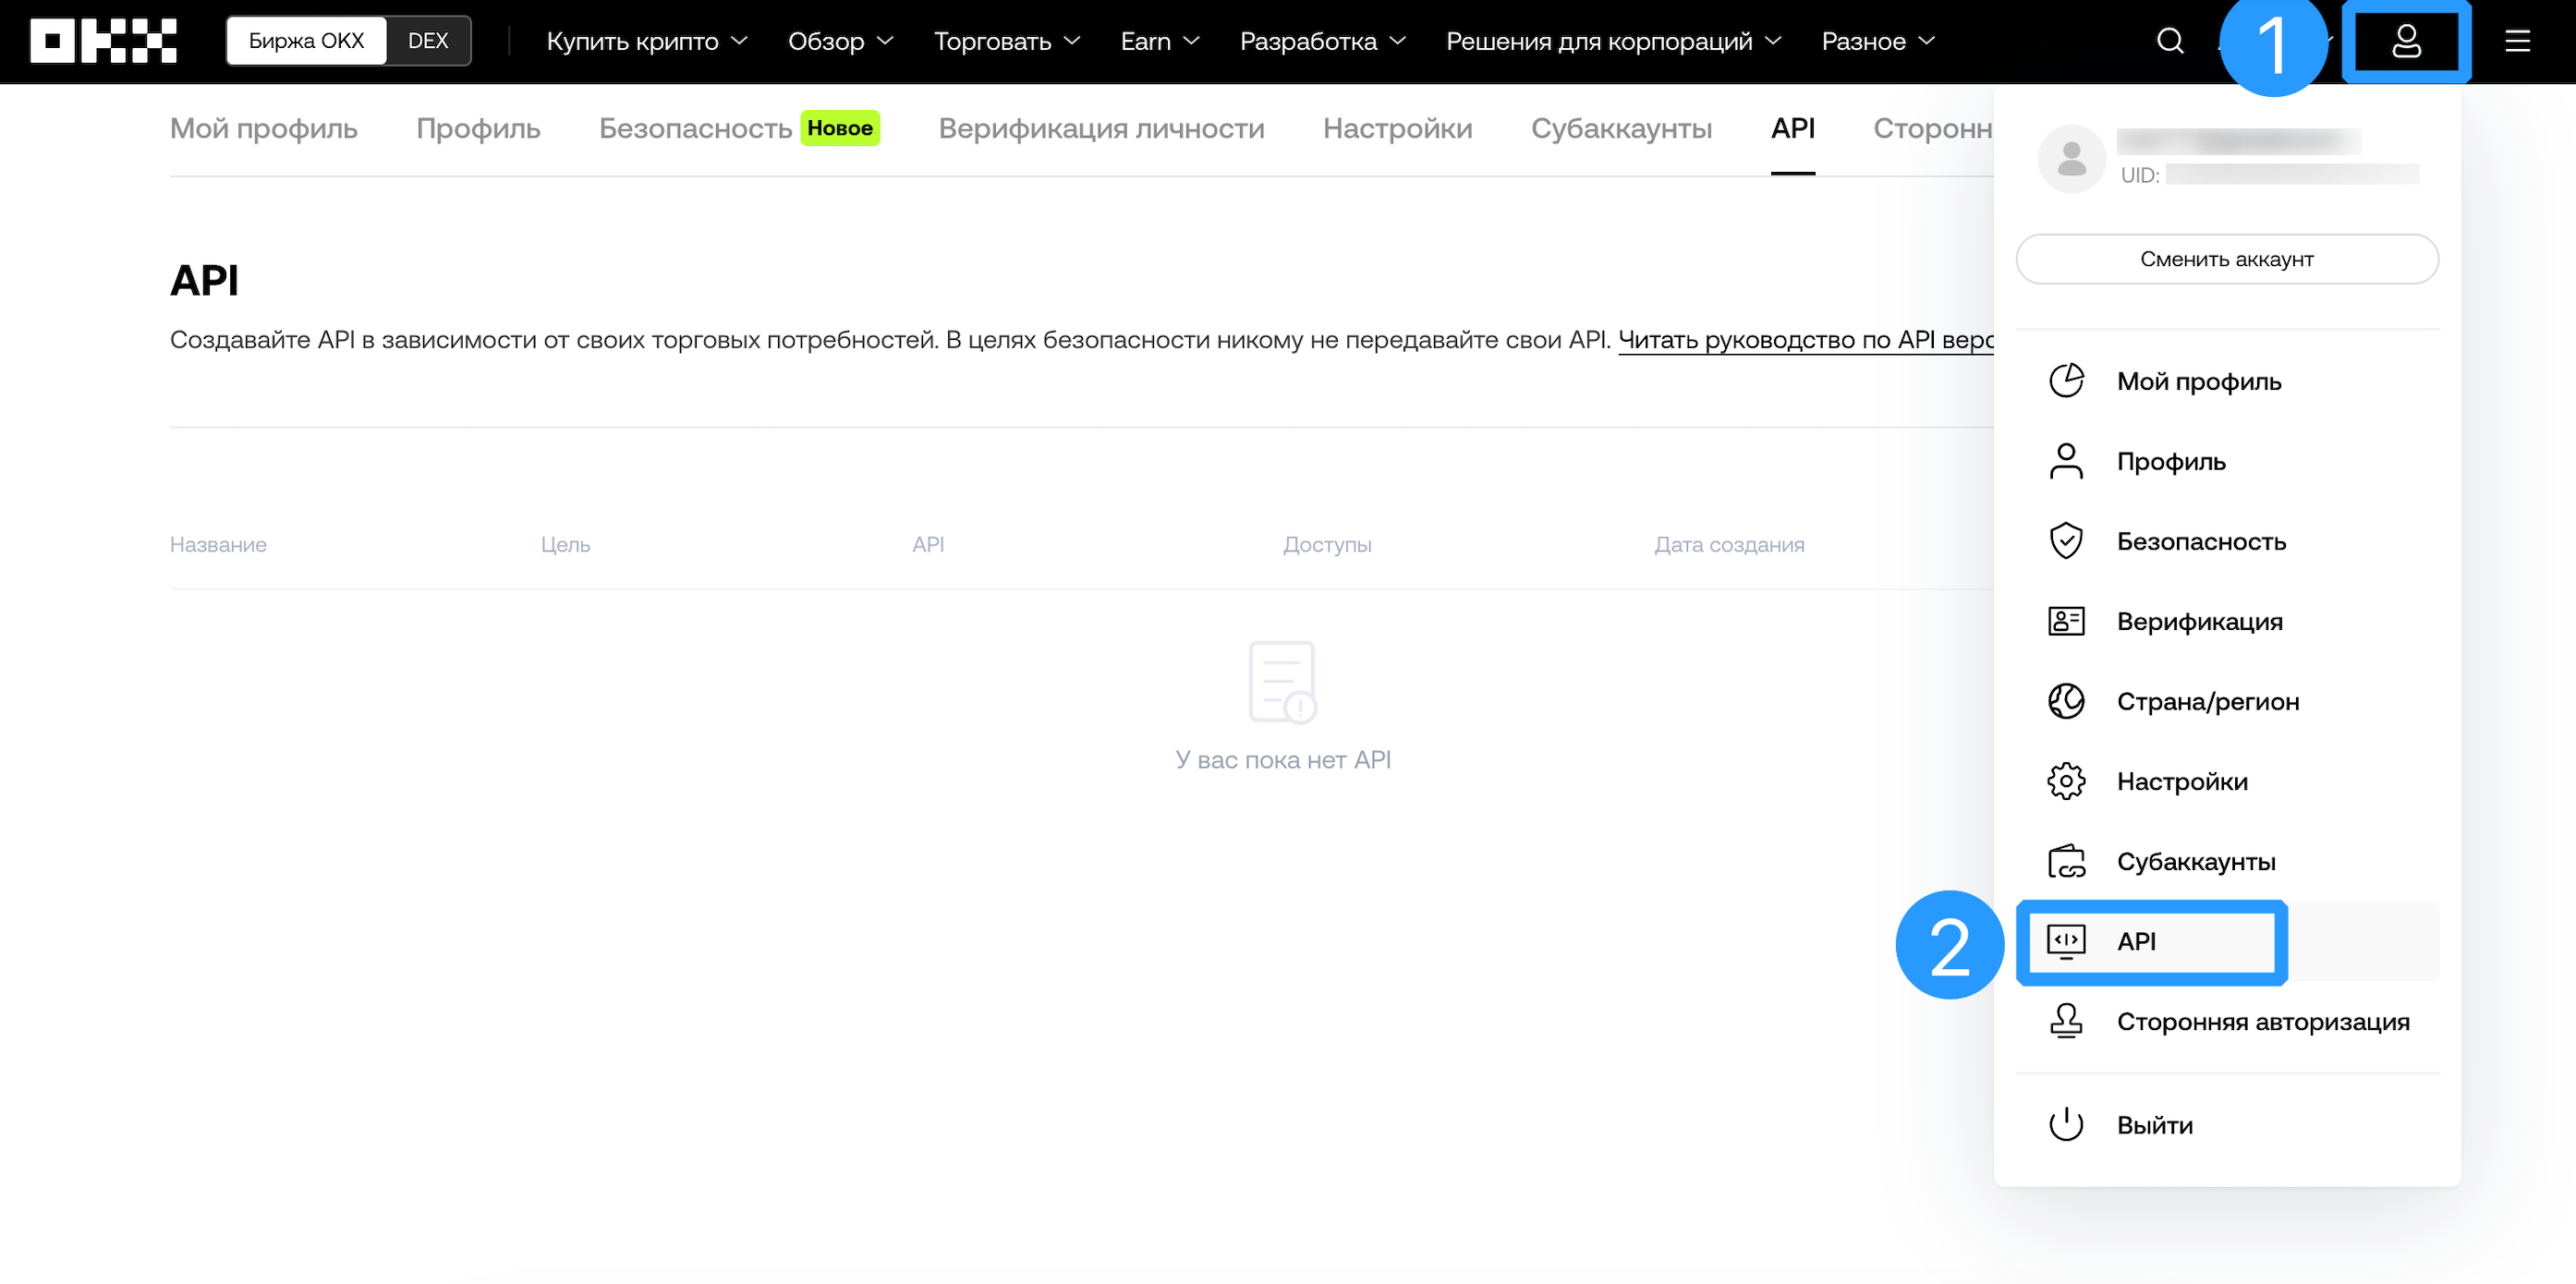 OKX
Биржа OKX DEX Купить крипто Обзор Торговать Earn Разработка Решения для корпораций Разное 1
Мой профиль Профиль Безопасность Новое Верификация личности Настройки Субаккаунты API
UID:
Сменить аккаунт
API
Создавайте API в зависимости от своих торговых потребностей. В целях безопасности никому не передавайте свои API. Читать руководство по API
Название Цель API Доступы Дата создания
У вас пока нет API
Мой профиль
Профиль
Безопасность
Верификация
Страна/регион
Настройки
Субаккаунты
2 API
Сторонняя авторизация
Выйти